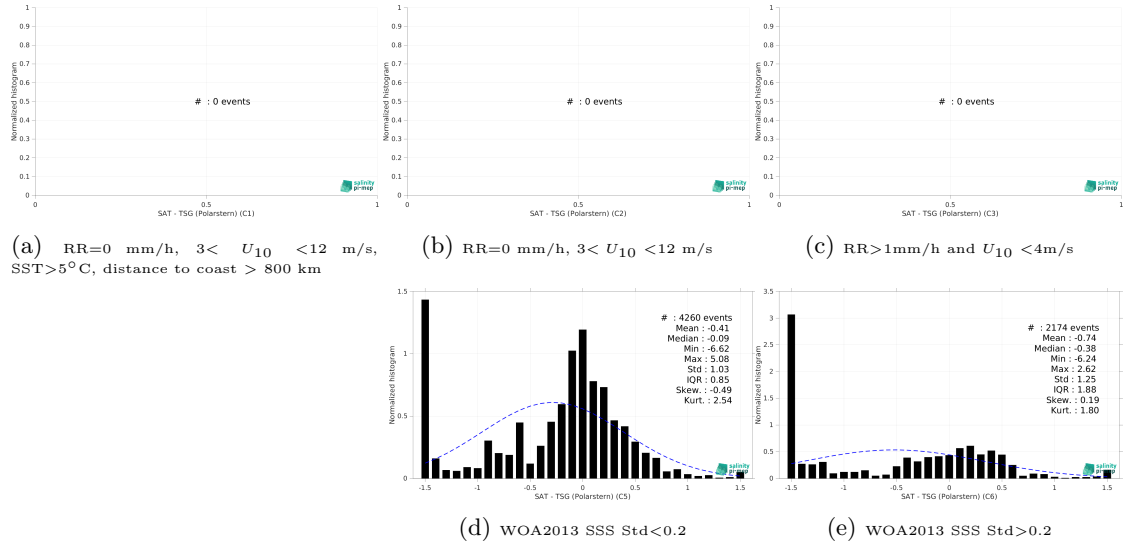 1
0.9
0.8
0.7
0.6
0.5
0.4
0.3
0.2
0.1
0
Normalized histogram
# : 0 events
salinity
pi-mep
0 0.5 1
SAT - TSG (Polarstern) (C1)
1
0.9
0.8
0.7
0.6
0.5
0.4
0.3
0.2
0.1
0
Normalized histogram
# : 0 events
salinity
pi-mep
0 0.5 1
SAT - TSG (Polarstern) (C2)
1
0.9
0.8
0.7
0.6
0.5
0.4
0.3
0.2
0.1
0
Normalized histogram
# : 0 events
salinity
pi-mep
0 0.5 1
SAT - TSG (Polarstern) (C3)
(a) RR=0 mm/h, 3< U10 <12 m/s,
SST>5°C, distance to coast > 800 km
(b) RR=0 mm/h, 3< U10 <12 m/s
(c) RR>1mm/h and U10 <4m/s
1.5
1
0.5
0
Normalized histogram
# : 4260 events
Mean : -0.41
Median : -0.09
Min : -6.62
Max : 5.08
Std : 1.03
IQR : 0.85
Skew. : -0.49
Kurt. : 2.54
salinity
pi-mep
-1.5 -1 -0.5 0 0.5 1 1.5
SAT - TSG (Polarstern) (C5)
3.5
3
2.5
2
1.5
1
0.5
0
Normalized histogram
# : 2174 events
Mean : -0.74
Median : -0.38
Min : -6.24
Max : 2.62
Std : 1.25
IQR : 1.88
Skew. : 0.19
Kurt. : 1.80
salinity
pi-mep
-1.5 -1 -0.5 0 0.5 1 1.5
SAT - TSG (Polarstern) (C6)
(d) WOA2013 SSS Std<0.2
(e) WOA2013 SSS Std>0.2